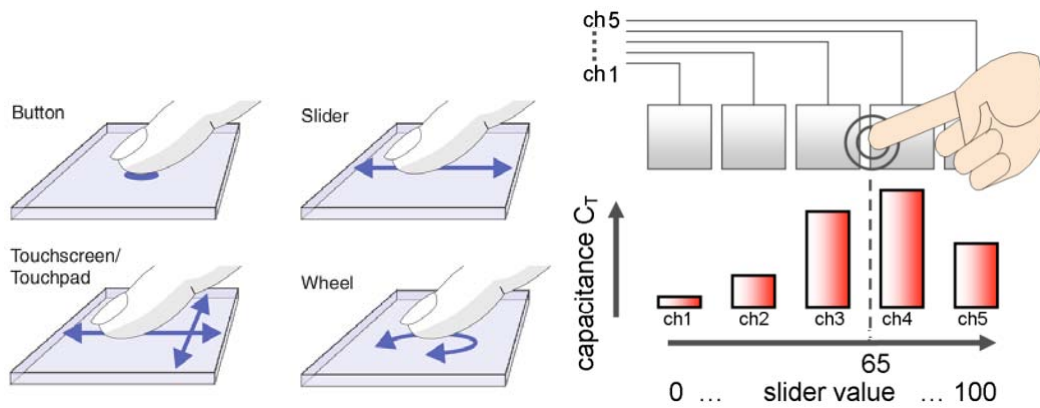 Button
Slider
Touchscreen/
Touchpad
Wheel
ch5
ch1
capacitance C_T
ch1 ch2 ch3 ch4 ch5
65
0 ... slider value ... 100